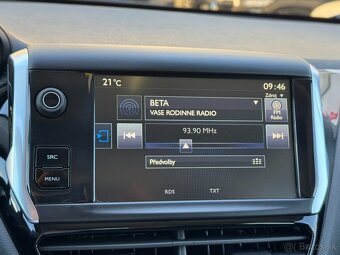 21°C
09:46
Zdroj
BETA
VASE RODINNE RADIO
FM
Radio
93.90 MHz
SRC
Předvolby
MENU
RDS
TXT